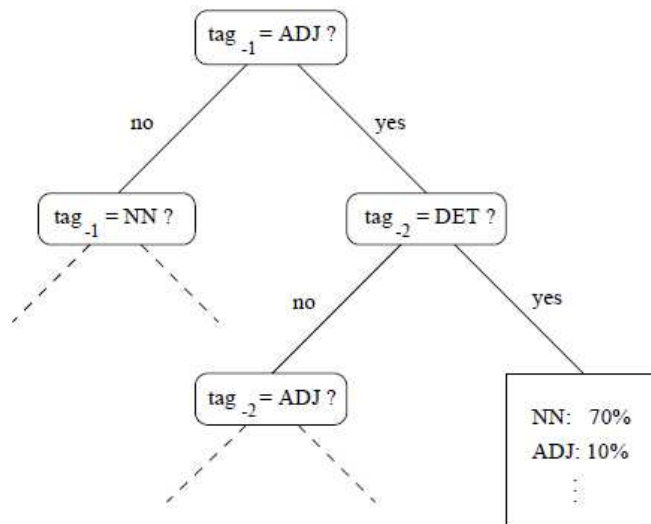 tag -1 = ADJ ?
no
yes
tag -1 = NN ?
tag -2 = DET ?
no
yes
tag -2 = ADJ ?
NN: 70%
ADJ: 10%
⋮